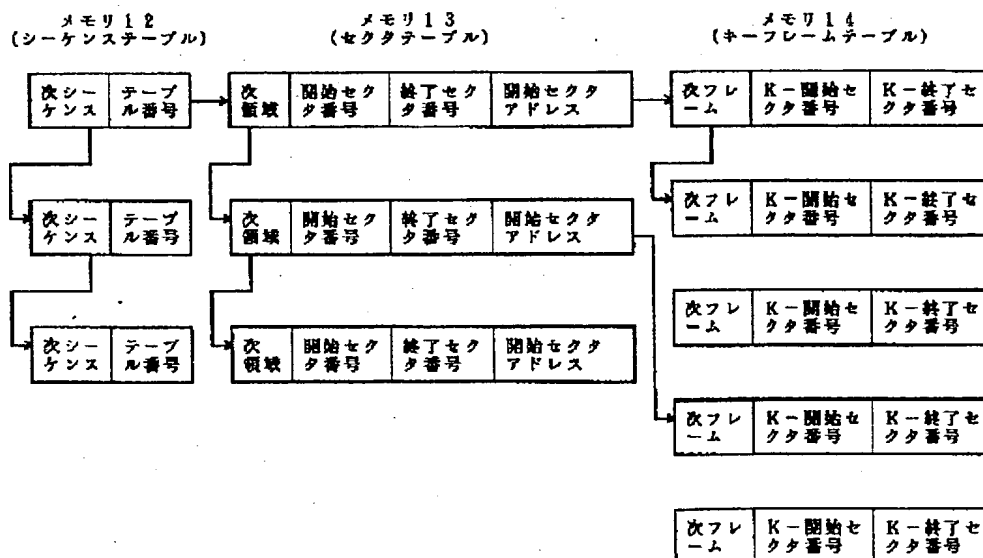 メモリ12
(シーケンステーブル)
メモリ13
(セクタテーブル)
メモリ14
(キーフレームテーブル)
次シー
ケンス
テーブ
ル番号
次
領域
開始セク
タ番号
終了セク
タ番号
開始セクタ
アドレス
次フレ
ーム
K-開始セ
クタ番号
K-終了セ
クタ番号
次フレ
ーム
K-開始セ
クタ番号
K-終了セ
クタ番号
次シー
ケンス
テーブ
ル番号
次
領域
開始セク
タ番号
終了セク
タ番号
開始セクタ
アドレス
次フレ
ーム
K-開始セ
クタ番号
K-終了セ
クタ番号
次シー
ケンス
テーブ
ル番号
次
領域
開始セク
タ番号
終了セク
タ番号
開始セクタ
アドレス
次フレ
ーム
K-開始セ
クタ番号
K-終了セ
クタ番号
次フレ
ーム
K-開始セ
クタ番号
K-終了セ
クタ番号